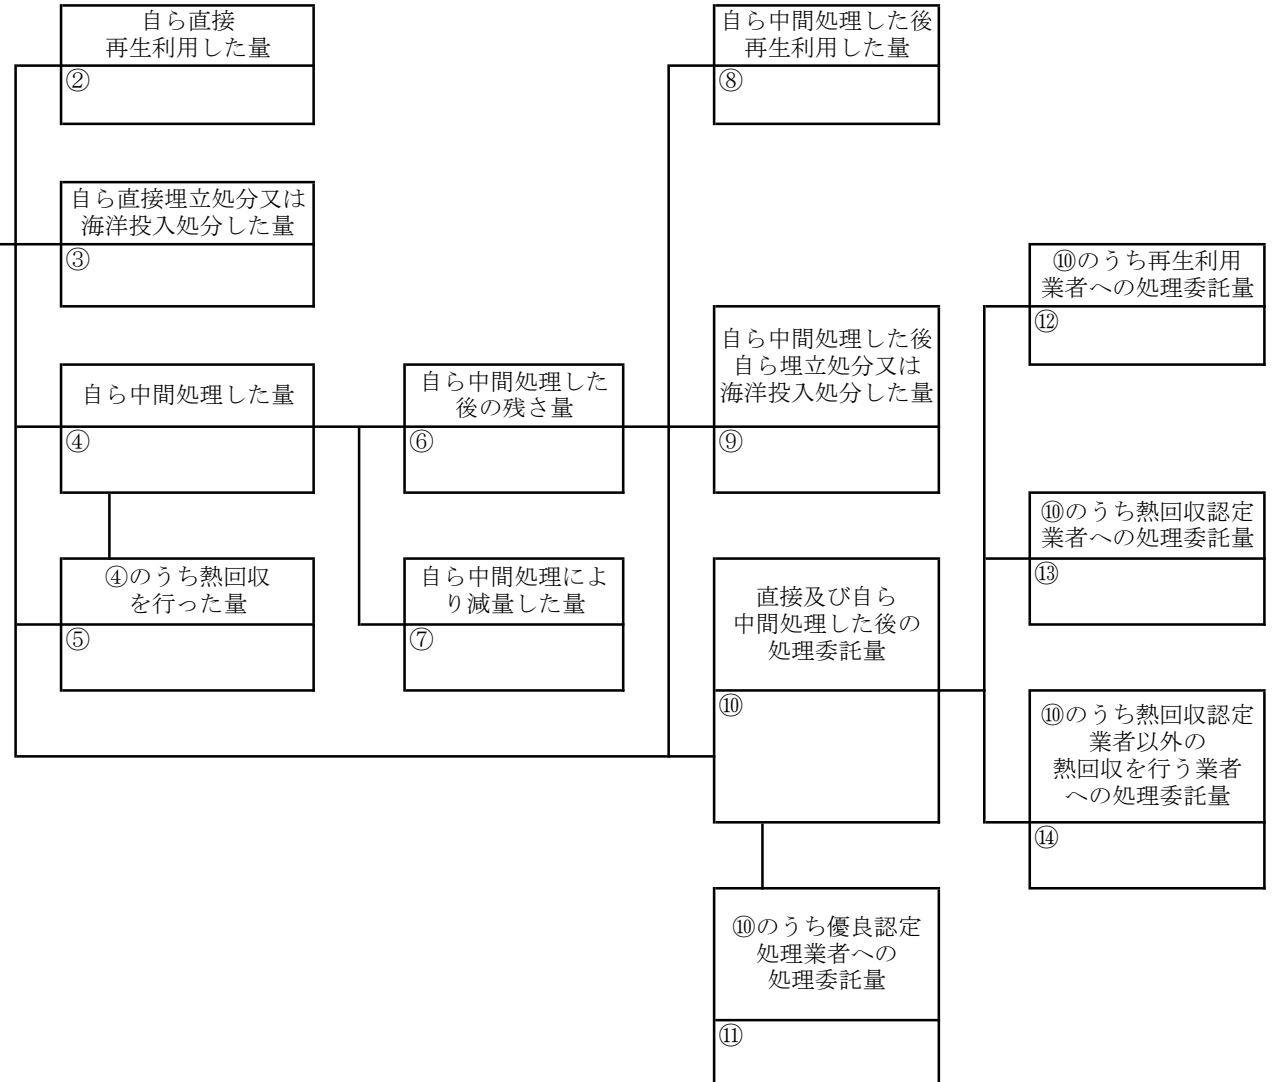 自ら直接
再生利用した量
②
自ら直接埋立処分又は
海洋投入処分した量
③
自ら中間処理した量
④
④のうち熱回収
を行った量
⑤
自ら中間処理した
後の残さ量
⑥
自ら中間処理によ
り減量した量
⑦
自ら中間処理した後
再生利用した量
⑧
自ら中間処理した後
自ら埋立処分又は
海洋投入処分した量
⑨
直接及び自ら
中間処理した後の
処理委託量
⑩
⑩のうち優良認定
処理業者への
処理委託量
⑪
⑩のうち再生利用
業者への処理委託量
⑫
⑩のうち熱回収認定
業者への処理委託量
⑬
⑩のうち熱回収認定
業者以外の
熱回収を行う業者
への処理委託量
⑭